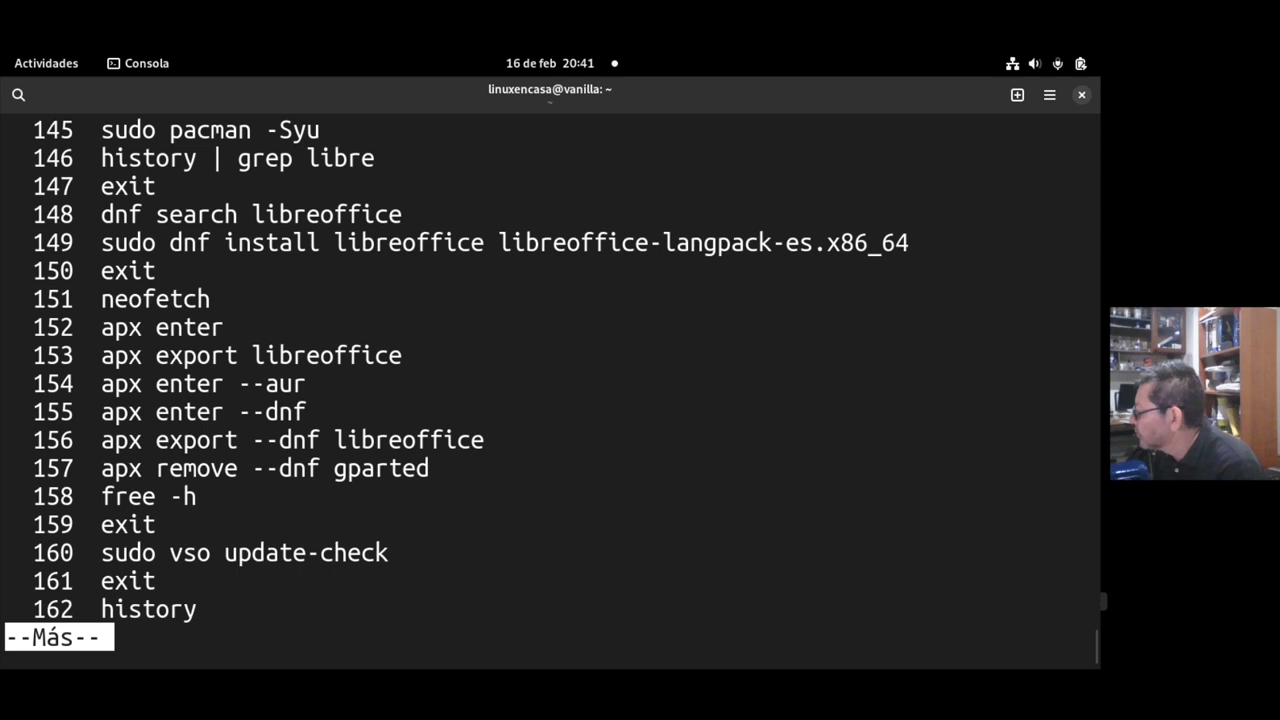 Actividades Consola 16 de feb 20:41
linuxencasa@vanilla: ~
~
145 sudo pacman -Syu
146 history | grep libre
147 exit
148 dnf search libreoffice
149 sudo dnf install libreoffice libreoffice-langpack-es.x86_64
150 exit
151 neofetch
152 apx enter
153 apx export libreoffice
154 apx enter --aur
155 apx enter --dnf
156 apx export --dnf libreoffice
157 apx remove --dnf gparted
158 free -h
159 exit
160 sudo vso update-check
161 exit
162 history
--Más--